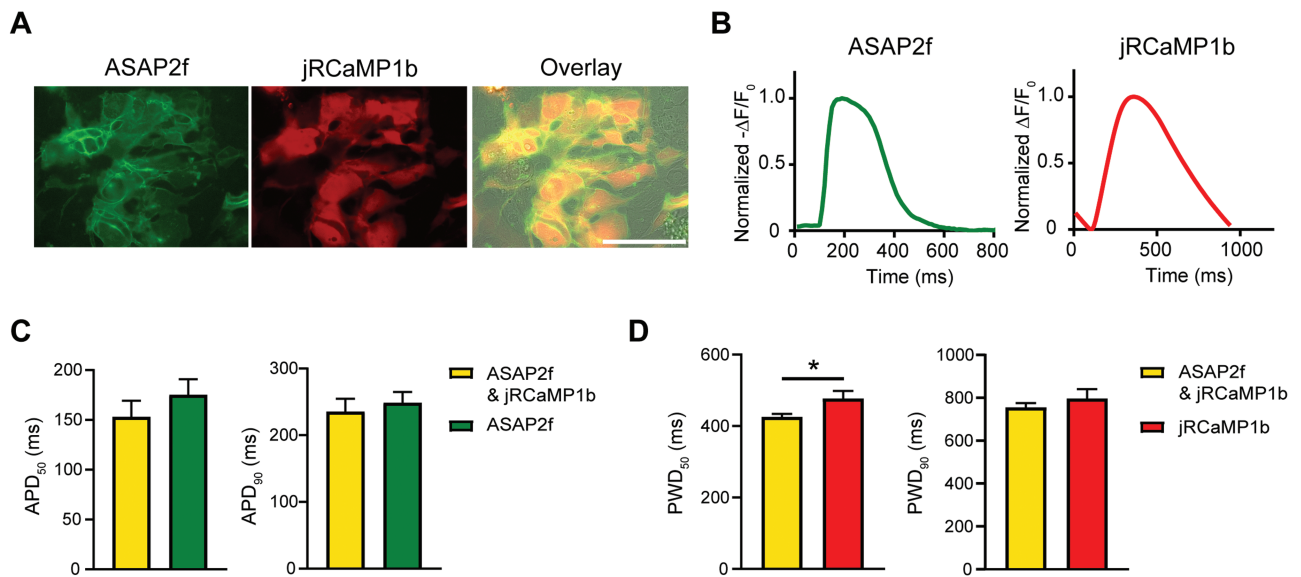 A
ASAP2f
jRCaMP1b
Overlay
B
ASAP2f
Normalized -ΔF/F0
1.0
0.5
0
200
400
600
800
Time (ms)
jRCaMP1b
Normalized ΔF/F0
1.0
0.5
0
0
500
1000
Time (ms)
C
APD50 (ms)
200
150
100
50
0
APD90 (ms)
300
200
100
0
ASAP2f
& jRCaMP1b
ASAP2f
D
PWD50 (ms)
600
400
200
0
*
PWD90 (ms)
1000
800
600
400
200
0
ASAP2f
& jRCaMP1b
jRCaMP1b